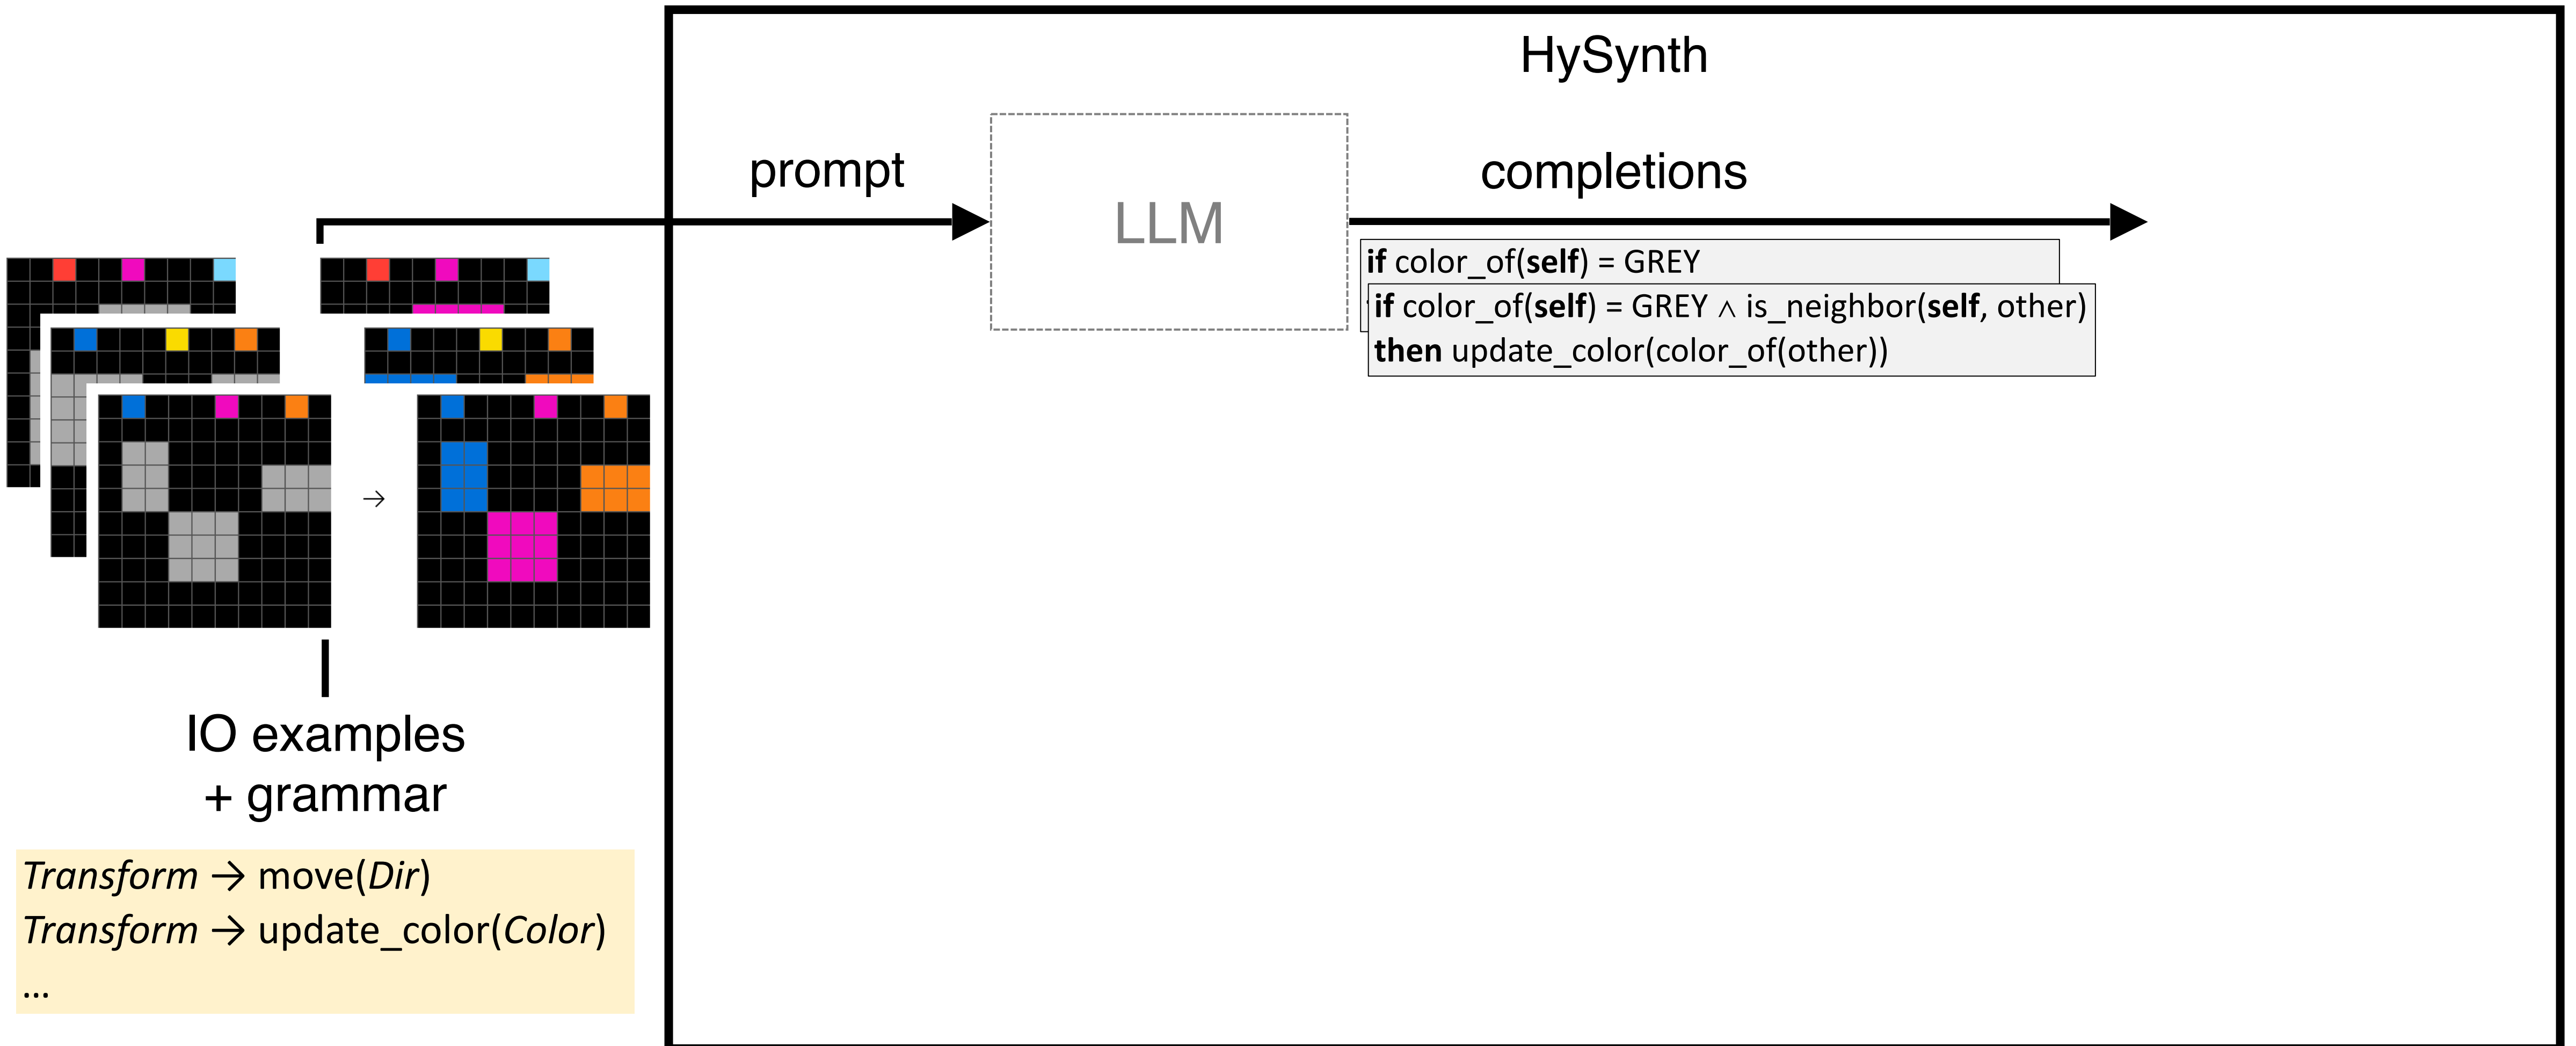 HySynth
prompt
LLM
completions
if color_of(self) = GREY
if color_of(self) = GREY ∧ is_neighbor(self, other)
then update_color(color_of(other))
→
IO examples
+ grammar
Transform → move(Dir)
Transform → update_color(Color)
...